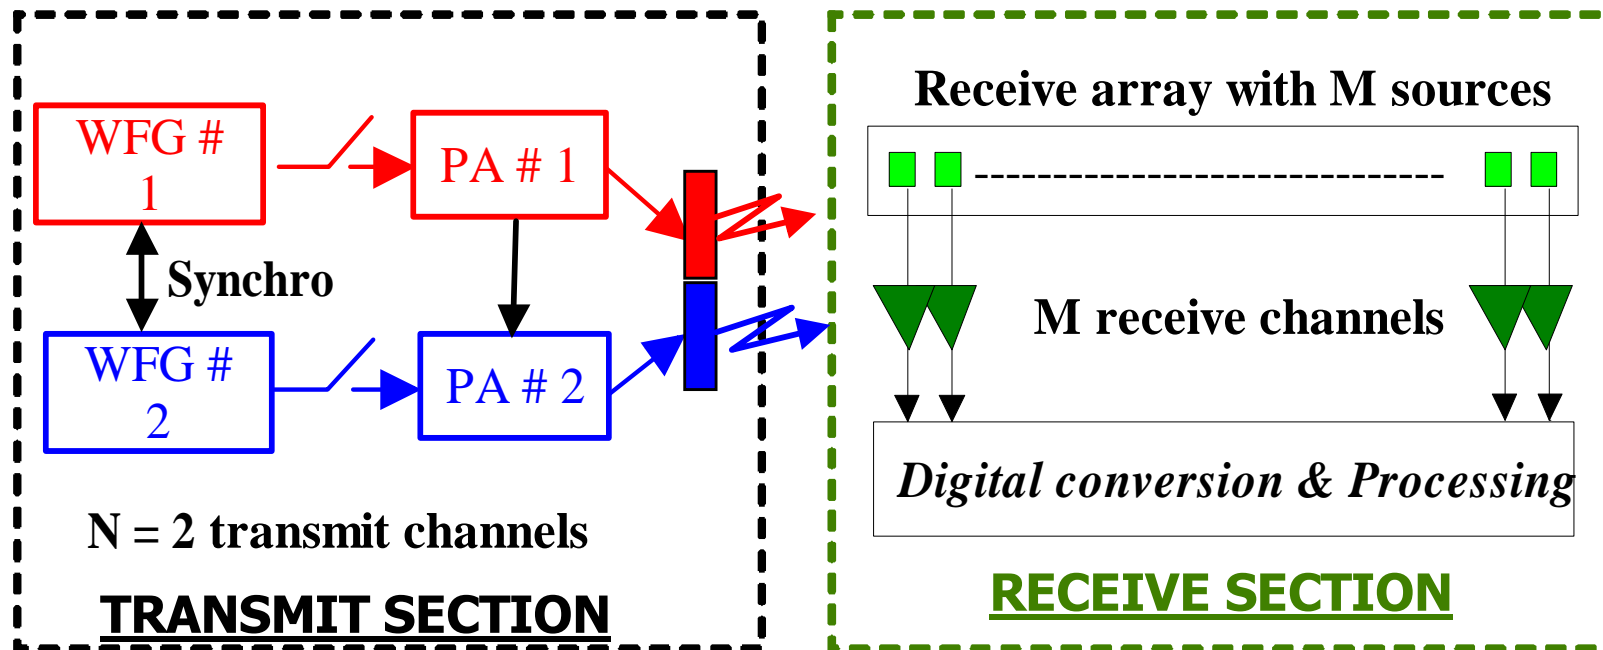 WFG #
1
PA # 1
Synchro
WFG #
2
PA # 2
N = 2 transmit channels
TRANSMIT SECTION
Receive array with M sources
M receive channels
Digital conversion & Processing
RECEIVE SECTION